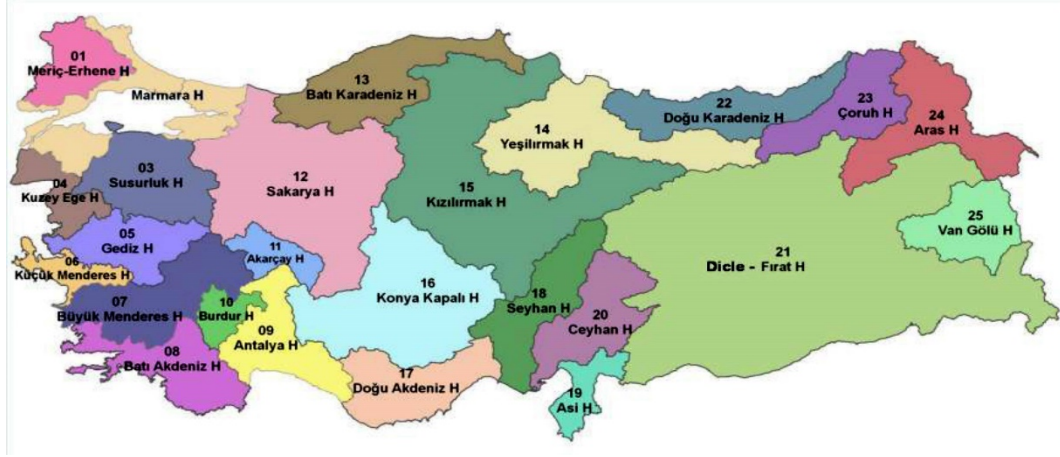 01
Meriç-Erhene H
Marmara H
03
Susurluk H
04
Kuzey Ege H
05
Gediz H
06
Küçük Menderes H
07
Büyük Menderes H
08
Batı Akdeniz H
09
Antalya H
10
Burdur H
11
Akarçay H
12
Sakarya H
13
Batı Karadeniz H
14
Yeşilırmak H
15
Kızılırmak H
16
Konya Kapalı H
17
Doğu Akdeniz H
18
Seyhan H
19
Asi H
20
Ceyhan H
21
Dicle - Fırat H
22
Doğu Karadeniz H
23
Çoruh H
24
Aras H
25
Van Gölü H